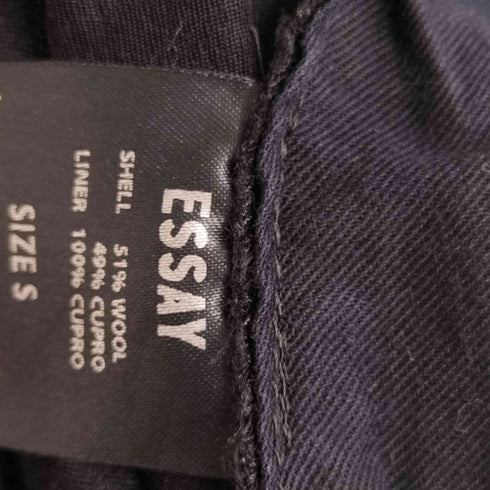 ESSAY
SHELL 51% WOOL
49% CUPRO
LINER 100% CUPRO
SIZE S